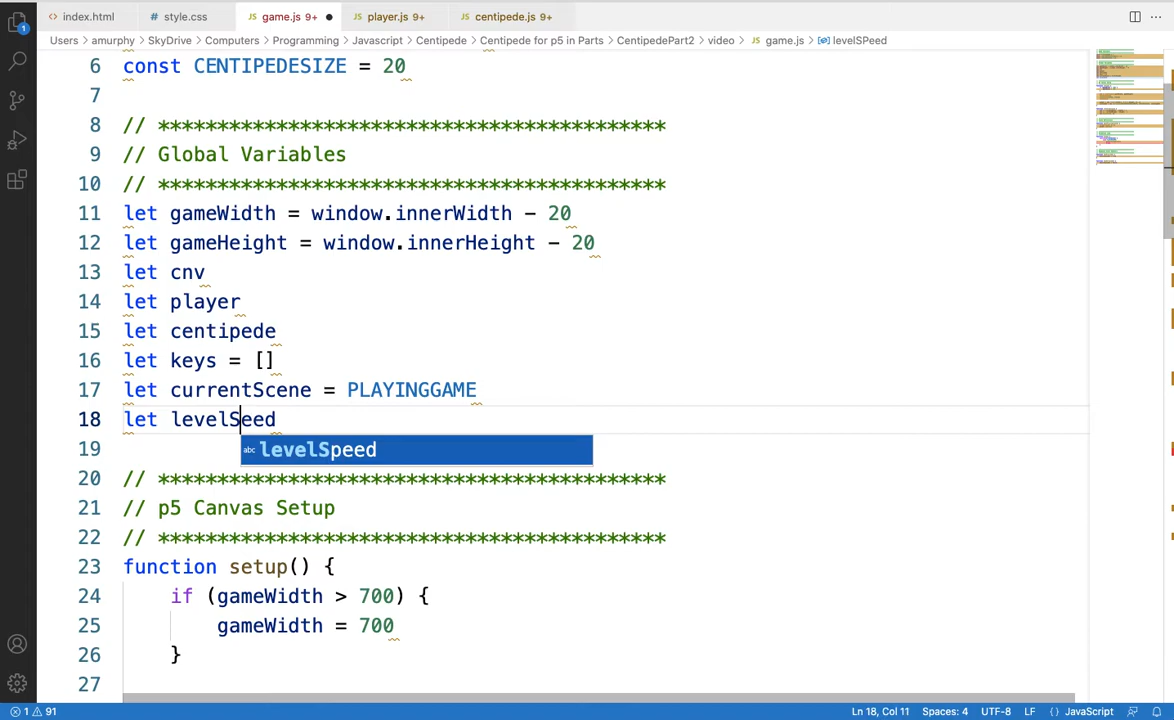 index.html style.css game.js 9+ player.js 9+ centipede.js 9+
Users > amurphy > SkyDrive > Computers > Programming > Javascript > Centipede > Centipede for p5 in Parts > CentipedePart2 > video > game.js > levelSPeed
6 const CENTIPEDESIZE = 20
7
8 // *******************************************
9 // Global Variables
10 // *******************************************
11 let gameWidth = window.innerWidth - 20
12 let gameHeight = window.innerHeight - 20
13 let cnv
14 let player
15 let centipede
16 let keys = []
17 let currentScene = PLAYINGGAME
18 let levelSeed
abc levelSpeed
19
20 // *******************************************
21 // p5 Canvas Setup
22 // *******************************************
23 function setup() {
24 if (gameWidth > 700) {
25 gameWidth = 700
26 }
27
1 91 Ln 18, Col 11 Spaces: 4 UTF-8 LF {} JavaScript